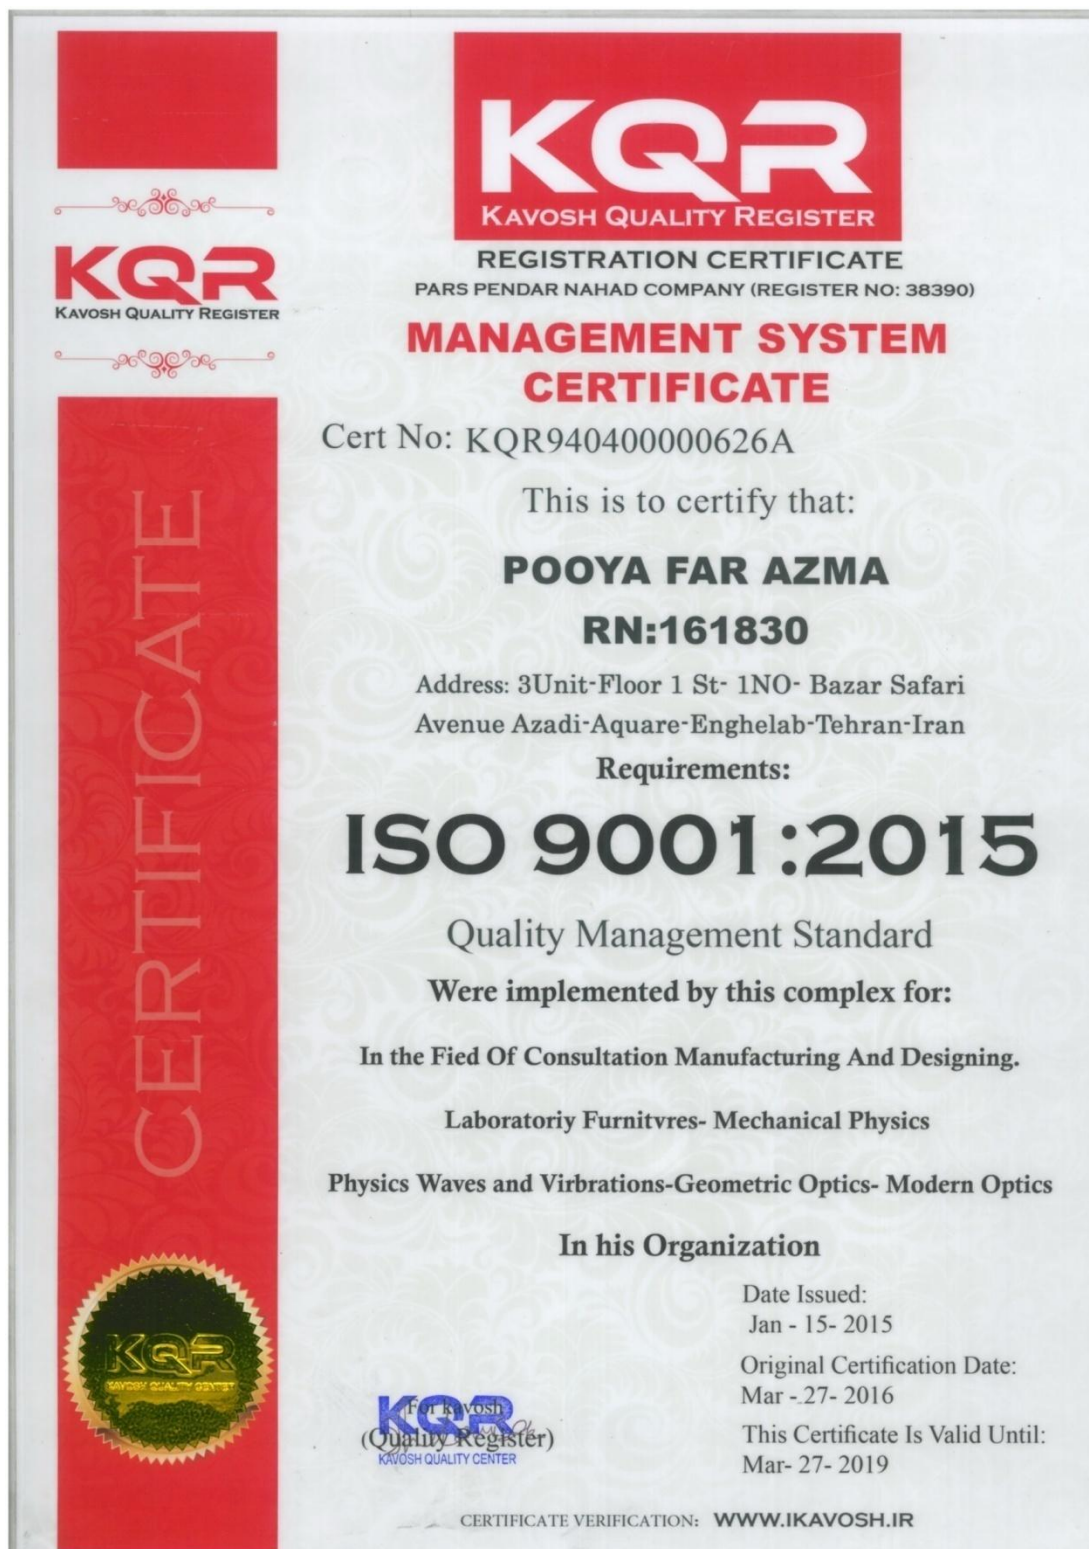 KQR
KAVOSH QUALITY REGISTER
KQR
KAVOSH QUALITY REGISTER
REGISTRATION CERTIFICATE
PARS PENDAR NAHAD COMPANY (REGISTER NO: 38390)
MANAGEMENT SYSTEM
CERTIFICATE
Cert No: KQR940400000626A
This is to certify that:
POOYA FAR AZMA
RN:161830
Address: 3Unit-Floor 1 St- 1NO- Bazar Safari
Avenue Azadi-Aquare-Enghelab-Tehran-Iran
Requirements:
ISO 9001:2015
Quality Management Standard
Were implemented by this complex for:
In the Fied Of Consultation Manufacturing And Designing.
Laboratoriy Furnitvres- Mechanical Physics
Physics Waves and Virbrations-Geometric Optics- Modern Optics
In his Organization
CERTIFICATE
KQR
KAVOSH QUALITY CENTER
Date Issued:
Jan - 15- 2015
Original Certification Date:
Mar - 27- 2016
This Certificate Is Valid Until:
Mar- 27- 2019
KQR
For kavosh
(Quality Register)
KAVOSH QUALITY CENTER
CERTIFICATE VERIFICATION: WWW.IKAVOSH.IR